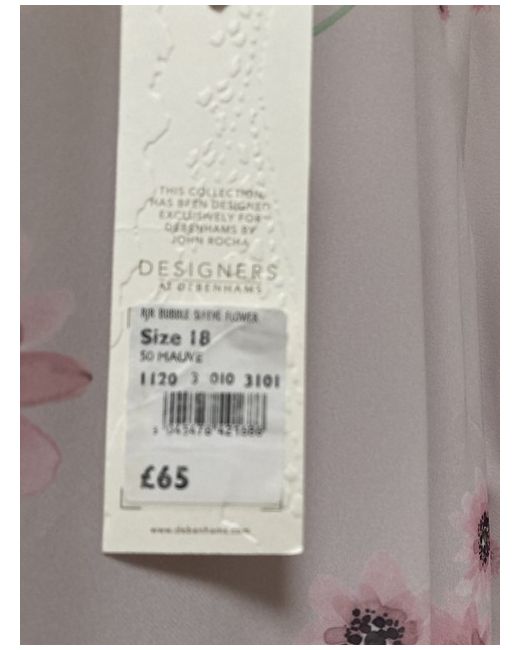 THIS COLLECTION
HAS BEEN DESIGNED
EXCLUSIVELY FOR
DEBENHAMS BY
JOHN ROCHA
DESIGNERS
AT DEBENHAMS
RJR BUBBLE SLEEVE FLOWER
Size 18
50 MAUVE
1120 3 010 3101
£65
www.debenhams.com